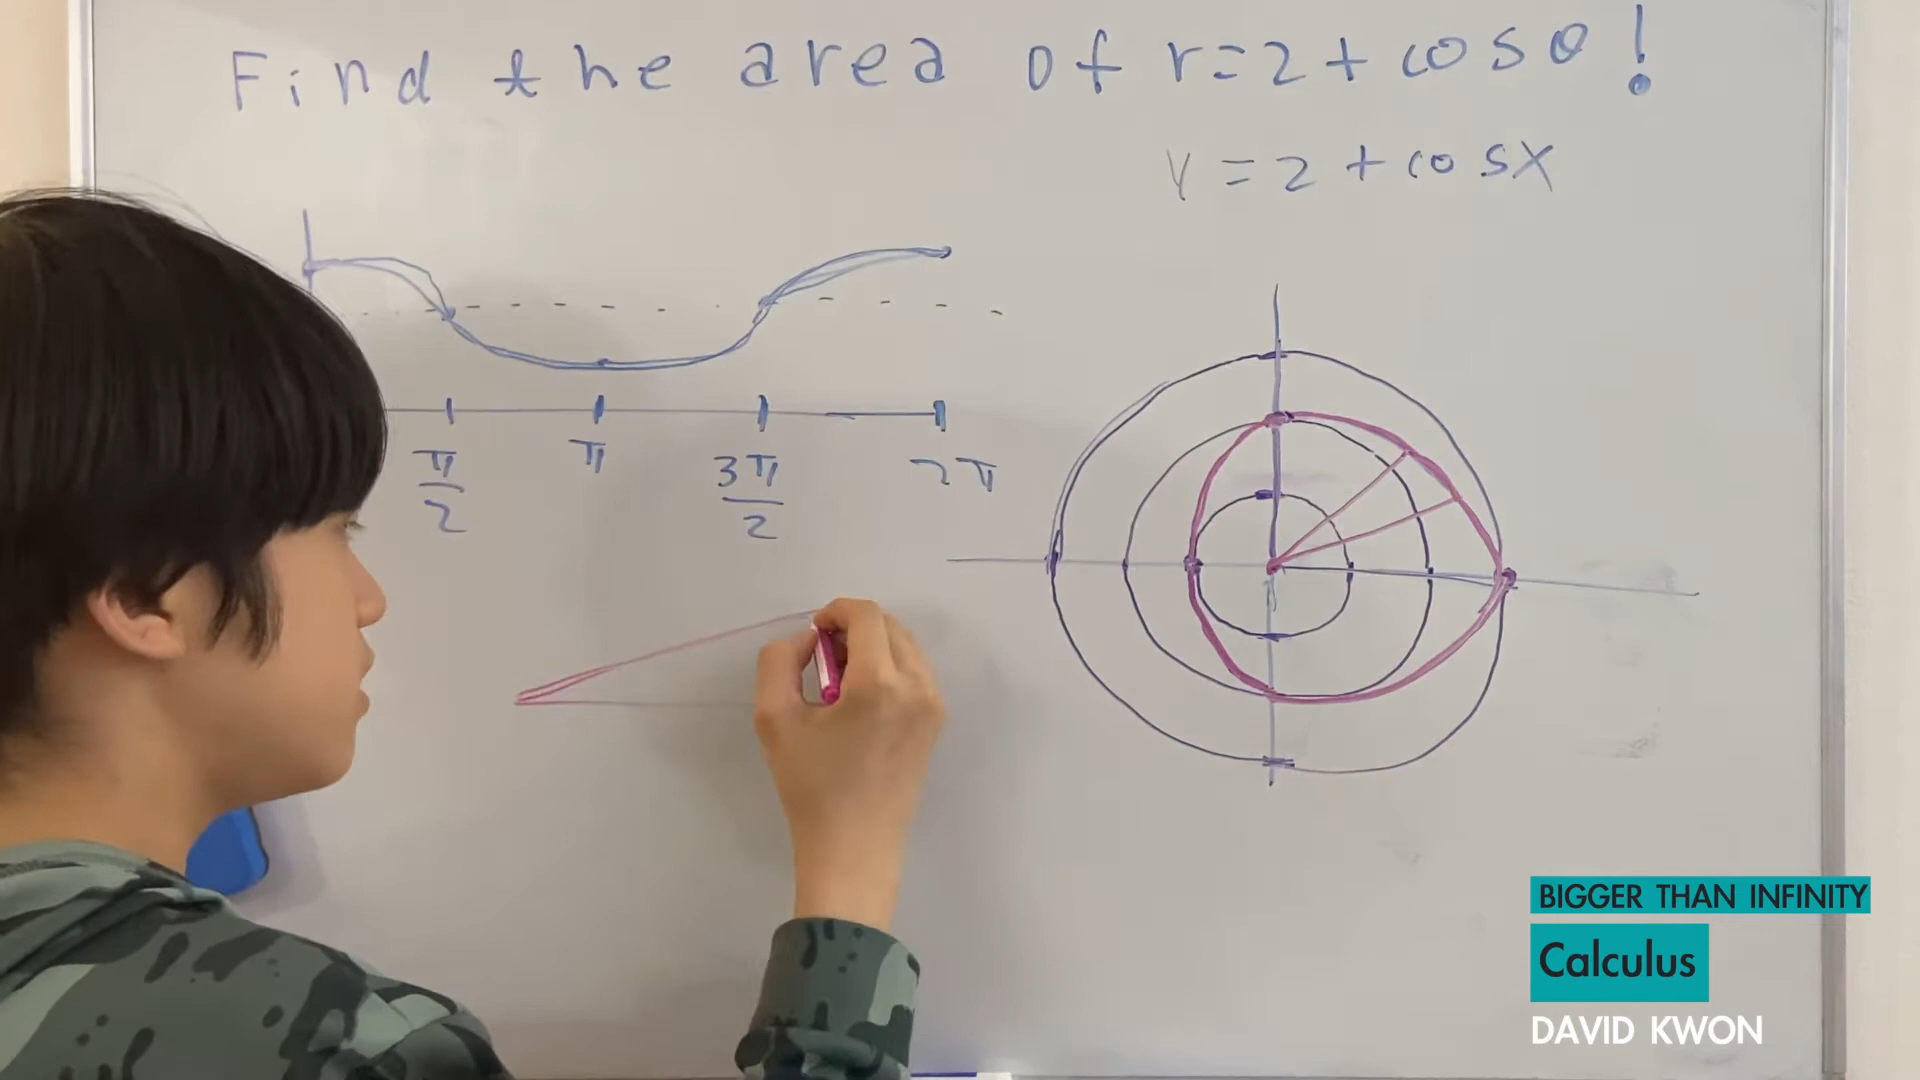 Find the area of r=2+cosθ!
y=2+cosx
π/2
π
3π/2
2π
BIGGER THAN INFINITY
Calculus
DAVID KWON